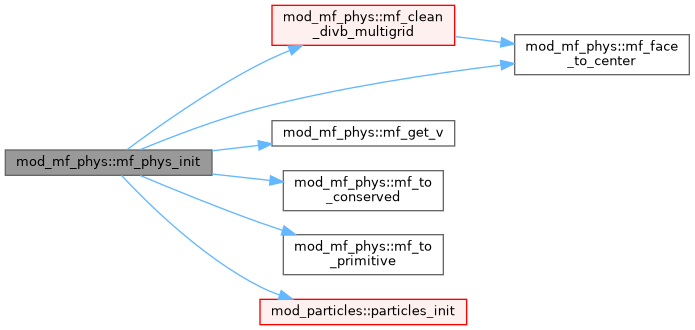 mod_mf_phys::mf_clean
_divb_multigrid
mod_mf_phys::mf_face
_to_center
mod_mf_phys::mf_get_v
mod_mf_phys::mf_phys_init
mod_mf_phys::mf_to
_conserved
mod_mf_phys::mf_to
_primitive
mod_particles::particles_init